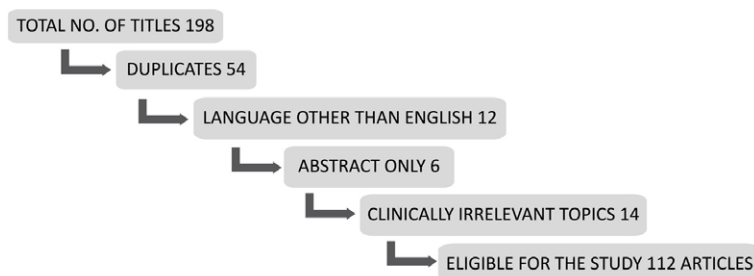 TOTAL NO. OF TITLES 198
DUPLICATES 54
LANGUAGE OTHER THAN ENGLISH 12
ABSTRACT ONLY 6
CLINICALLY IRRELEVANT TOPICS 14
ELIGIBLE FOR THE STUDY 112 ARTICLES